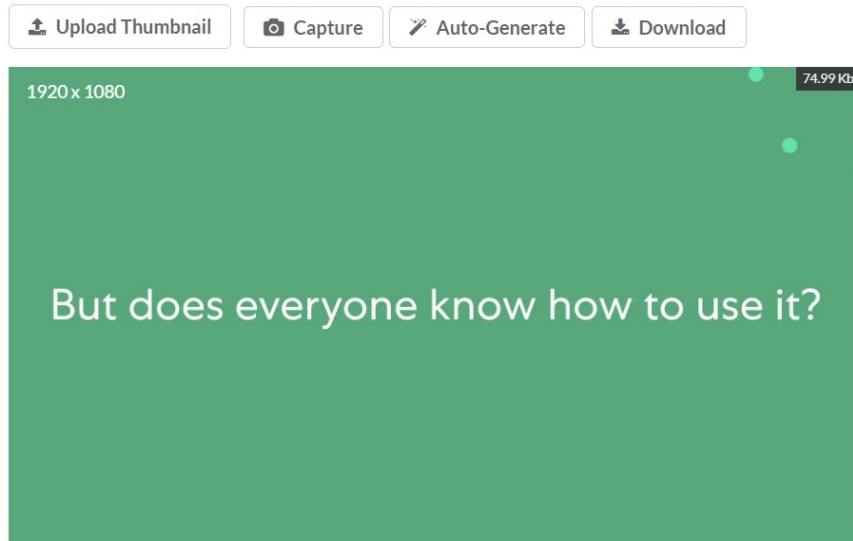 Upload Thumbnail Capture Auto-Generate Download
1920 x 1080 74.99 Kb
But does everyone know how to use it?